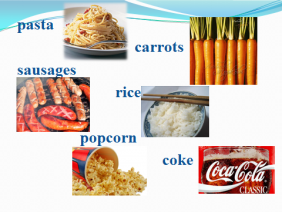 pasta
carrots
sausages
rice
popcorn
coke
Coca-Cola
CLASSIC